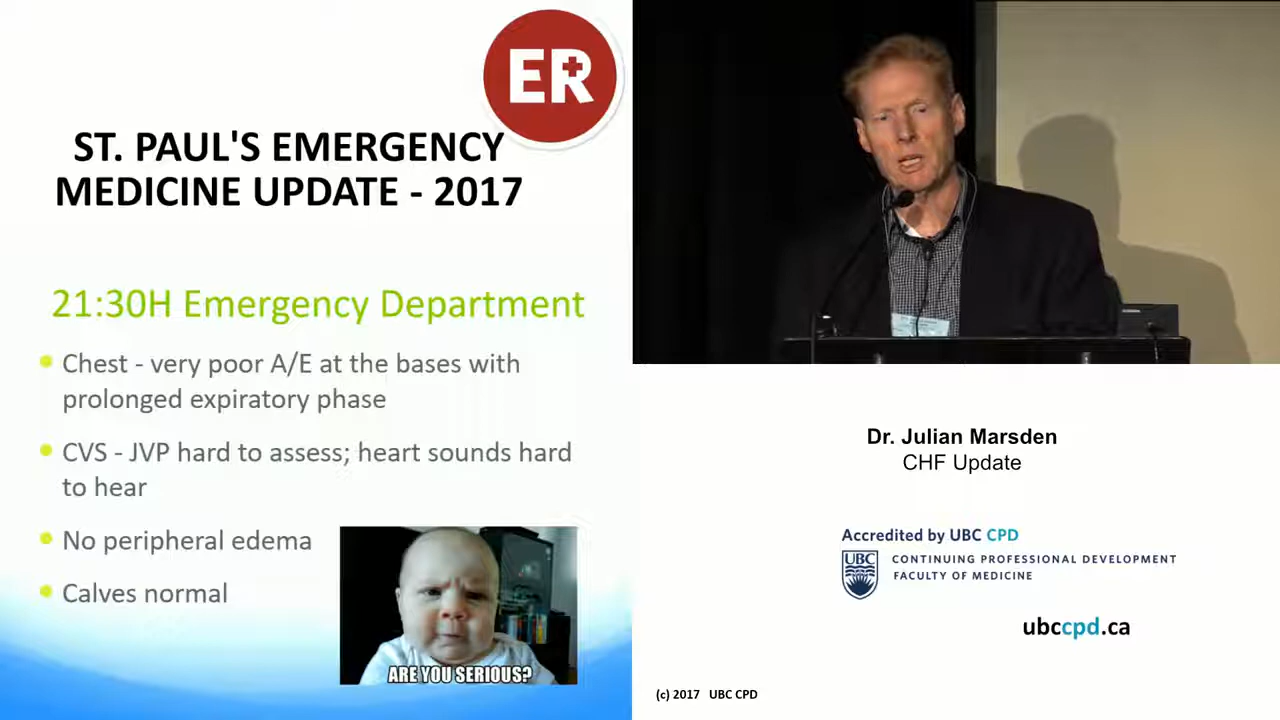 ER
ST. PAUL'S EMERGENCY
MEDICINE UPDATE - 2017
21:30H Emergency Department
Chest - very poor A/E at the bases with
prolonged expiratory phase
CVS - JVP hard to assess; heart sounds hard
to hear
No peripheral edema
Calves normal
ARE YOU SERIOUS?
Dr. Julian Marsden
CHF Update
Accredited by UBC CPD
UBC
CONTINUING PROFESSIONAL DEVELOPMENT
FACULTY OF MEDICINE
ubccpd.ca
(c) 2017 UBC CPD